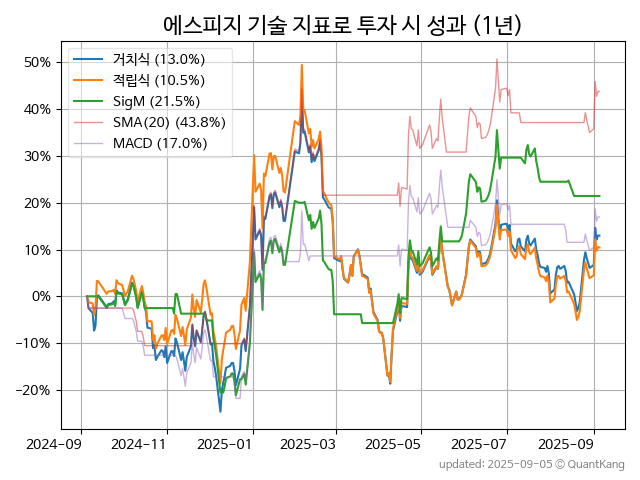 에스피지 기술 지표로 투자 시 성과 (1년)
거치식 (13.0%)
적립식 (10.5%)
SigM (21.5%)
SMA(20) (43.8%)
MACD (17.0%)
50%
40%
30%
20%
10%
0%
−10%
−20%
2024-09 2024-11 2025-01 2025-03 2025-05 2025-07 2025-09
updated: 2025-09-05 © QuantKang